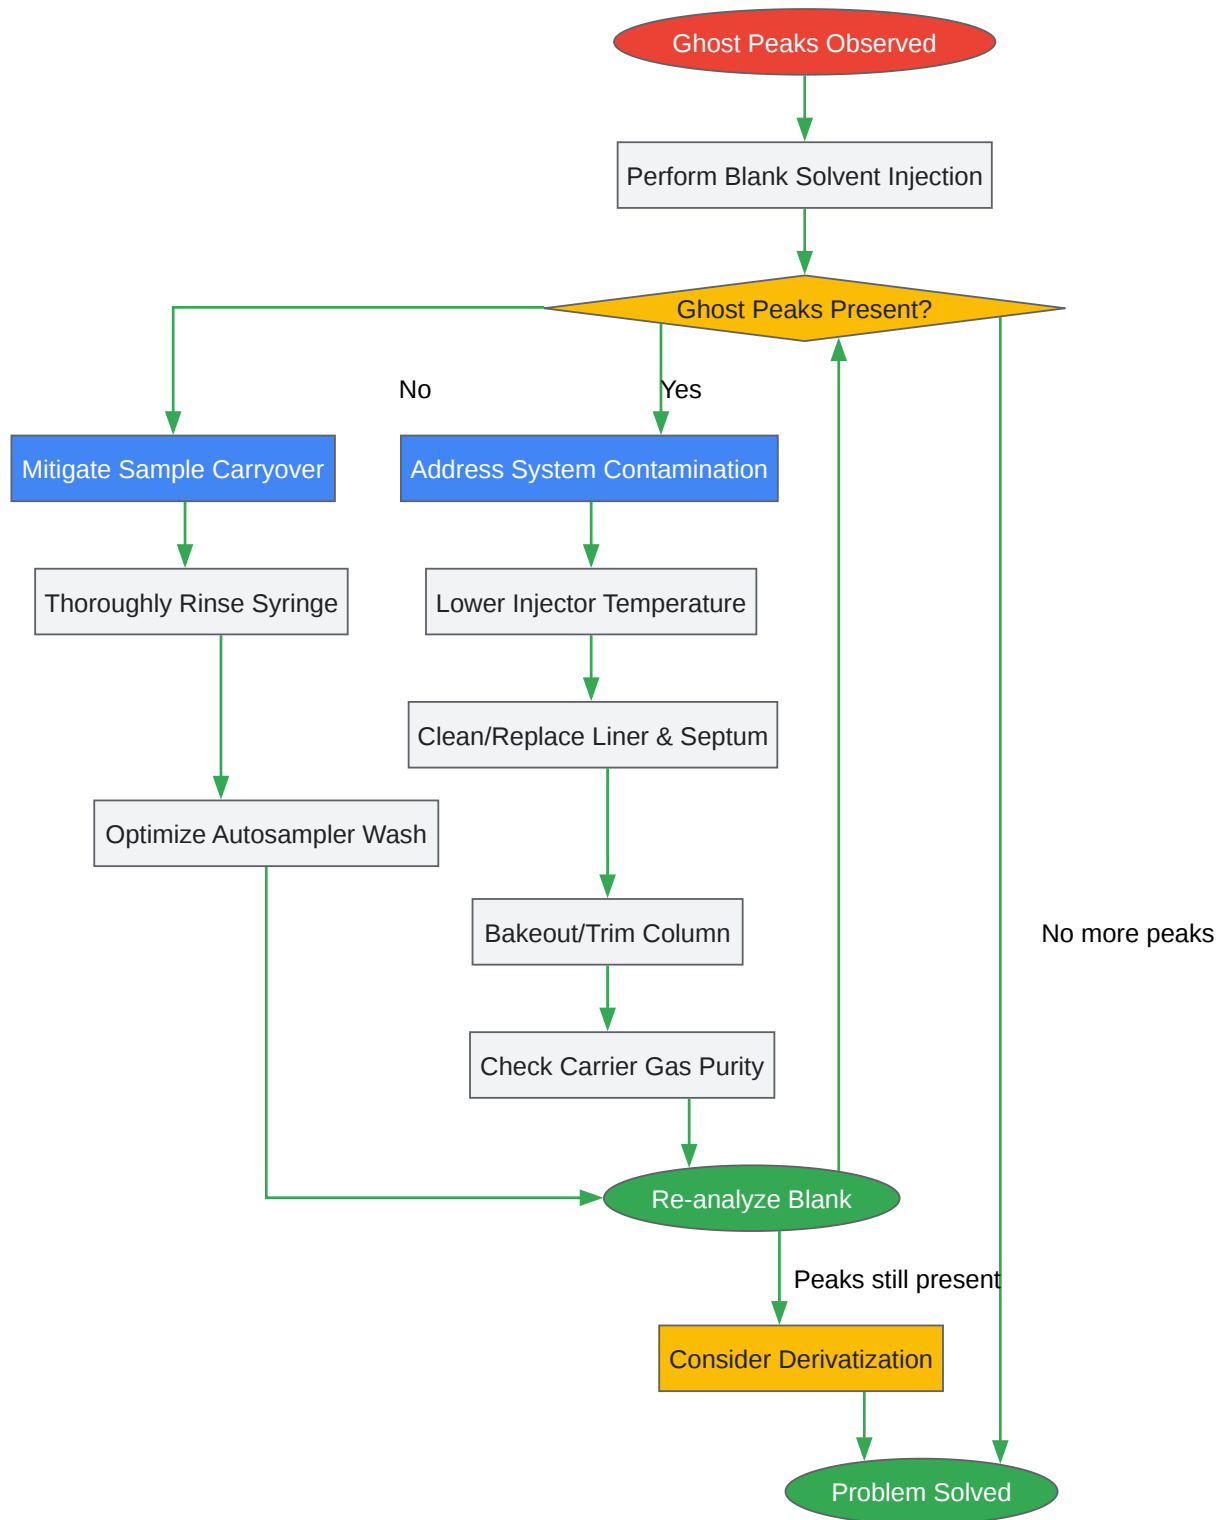 Ghost Peaks Observed
Perform Blank Solvent Injection
Ghost Peaks Present?
No
Yes
Mitigate Sample Carryover
Address System Contamination
Thoroughly Rinse Syringe
Lower Injector Temperature
Clean/Replace Liner & Septum
Optimize Autosampler Wash
Bakeout/Trim Column
No more peaks
Check Carrier Gas Purity
Re-analyze Blank
Peaks still present
Consider Derivatization
Problem Solved